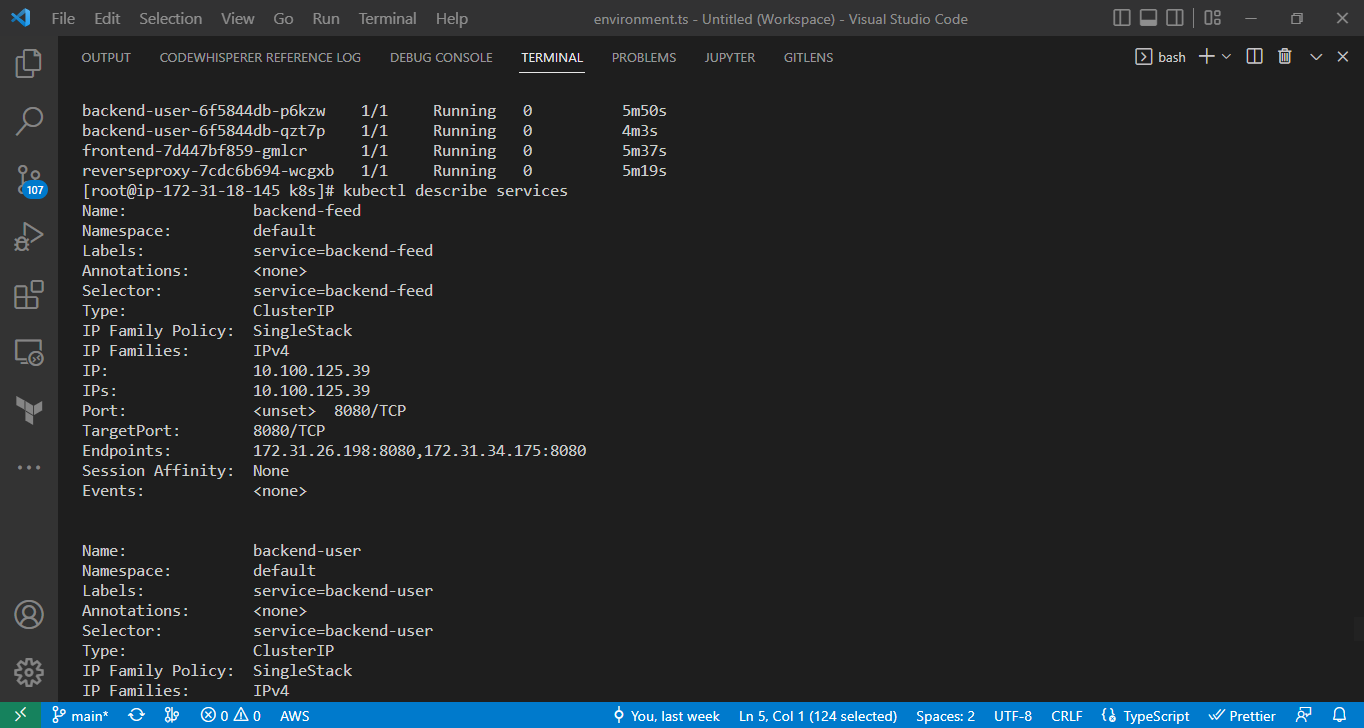 File Edit Selection View Go Run Terminal Help environment.ts - Untitled (Workspace) - Visual Studio Code
OUTPUT CODEWHISPERER REFERENCE LOG DEBUG CONSOLE TERMINAL PROBLEMS JUPYTER GITLENS bash
backend-user-6f5844db-p6kzw 1/1 Running 0 5m50s
backend-user-6f5844db-qzt7p 1/1 Running 0 4m3s
frontend-7d447bf859-gmlcr 1/1 Running 0 5m37s
reverseproxy-7cdc6b694-wcgxb 1/1 Running 0 5m19s
[root@ip-172-31-18-145 k8s]# kubectl describe services
Name: backend-feed
Namespace: default
Labels: service=backend-feed
Annotations: <none>
Selector: service=backend-feed
Type: ClusterIP
IP Family Policy: SingleStack
IP Families: IPv4
IP: 10.100.125.39
IPs: 10.100.125.39
Port: <unset> 8080/TCP
TargetPort: 8080/TCP
Endpoints: 172.31.26.198:8080,172.31.34.175:8080
Session Affinity: None
Events: <none>
Name: backend-user
Namespace: default
Labels: service=backend-user
Annotations: <none>
Selector: service=backend-user
Type: ClusterIP
IP Family Policy: SingleStack
IP Families: IPv4
107
main* 0 0 AWS You, last week Ln 5, Col 1 (124 selected) Spaces: 2 UTF-8 CRLF TypeScript Prettier